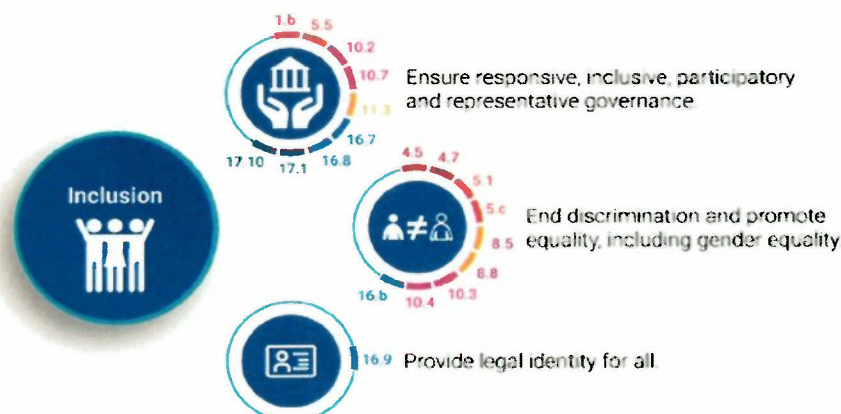 1.b
5.5
10.2
10.7
11.3
16.7
16.8
17.1
17.10
Ensure responsive, inclusive, participatory
and representative governance.
Inclusion
4.5
4.7
5.1
5.c
8.5
8.8
10.3
10.4
16.b
End discrimination and promote
equality, including gender equality
16.9
Provide legal identity for all.